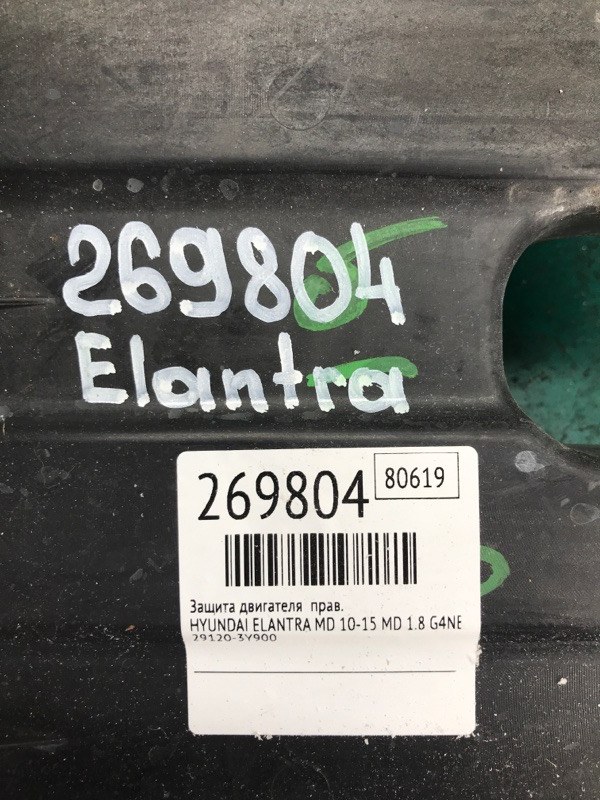 269804
Elantra
269804
80619
Защита двигателя прав.
HYUNDAI ELANTRA MD 10-15 MD 1.8 G4NE
29120-3Y900